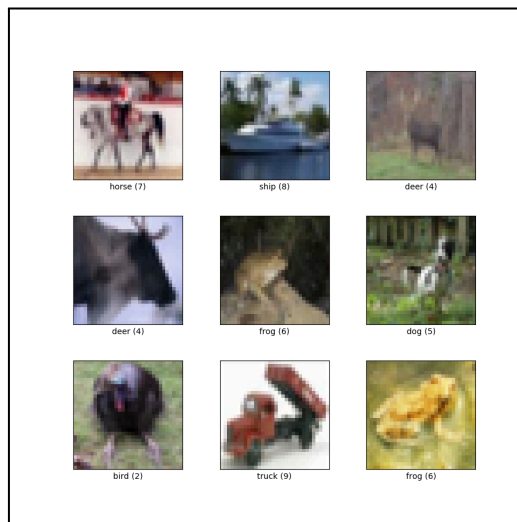 horse (7)
ship (8)
deer (4)
deer (4)
frog (6)
dog (5)
bird (2)
truck (9)
frog (6)